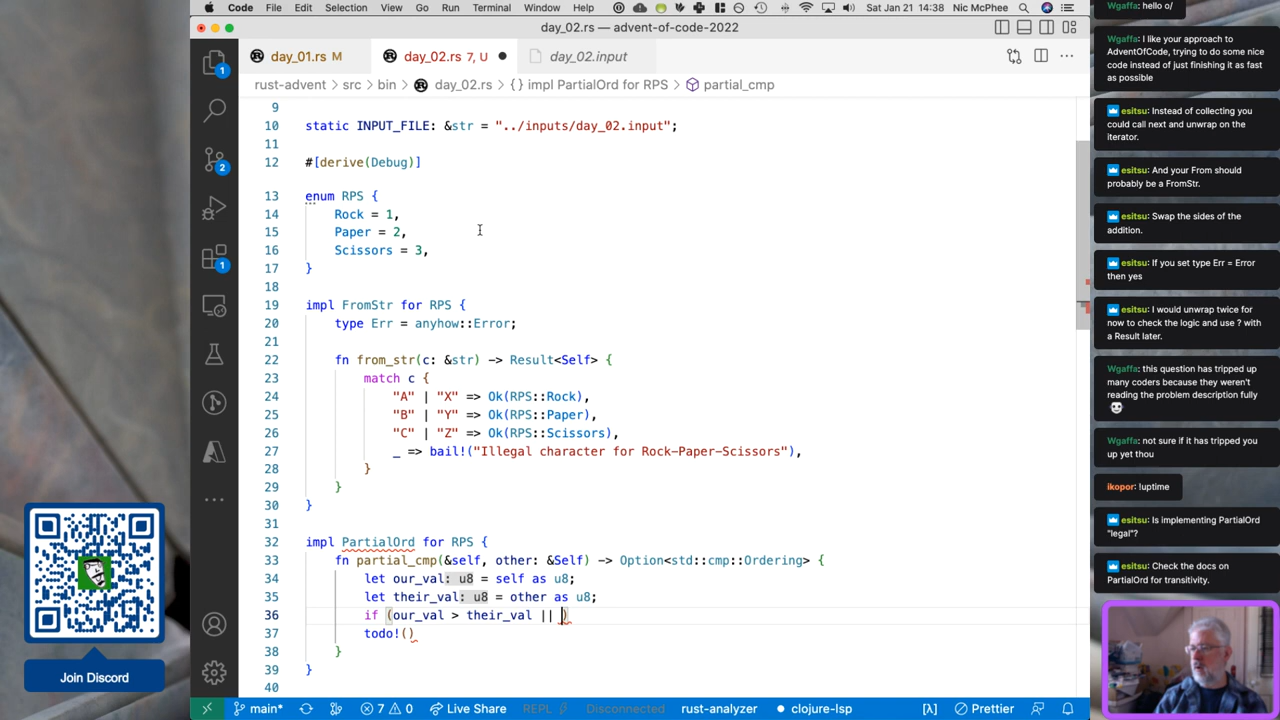 Code File Edit Selection View Go Run Terminal Window Help Sat Jan 21 14:38 Nic McPhee
day_02.rs — advent-of-code-2022
day_01.rs M day_02.rs 7, U day_02.input
rust-advent > src > bin > day_02.rs > {} impl PartialOrd for RPS > partial_cmp
9
10 static INPUT_FILE: &str = "../inputs/day_02.input";
11
12 #[derive(Debug)]
13 enum RPS {
14 Rock = 1,
15 Paper = 2,
16 Scissors = 3,
17 }
18
19 impl FromStr for RPS {
20 type Err = anyhow::Error;
21
22 fn from_str(c: &str) -> Result<Self> {
23 match c {
24 "A" | "X" => Ok(RPS::Rock),
25 "B" | "Y" => Ok(RPS::Paper),
26 "C" | "Z" => Ok(RPS::Scissors),
27 _ => bail!("Illegal character for Rock-Paper-Scissors"),
28 }
29 }
30 }
31
32 impl PartialOrd for RPS {
33 fn partial_cmp(&self, other: &Self) -> Option<std::cmp::Ordering> {
34 let our_val: u8 = self as u8;
35 let their_val: u8 = other as u8;
36 if (our_val > their_val || )
37 todo!()
38 }
39 }
40
1
2
1
main* 7 0 Live Share REPL Disconnected rust-analyzer clojure-lsp [λ] Prettier
Join Discord
Wgaffa: hello o/
Wgaffa: I like your approach to
AdventOfCode, trying to do some nice
code instead of just finishing it as fast
as possible
esitsu: Instead of collecting you
could call next and unwrap on the
iterator.
esitsu: And your From should
probably be a FromStr.
esitsu: Swap the sides of the
addition.
esitsu: If you set type Err = Error
then yes
esitsu: I would unwrap twice for
now to check the logic and use ? with
a Result later.
Wgaffa: this question has tripped up
many coders because they weren't
reading the problem description fully
Wgaffa: not sure if it has tripped you
up yet thou
ikopor: !uptime
esitsu: Is implementing PartialOrd
"legal"?
esitsu: Check the docs on
PartialOrd for transitivity.